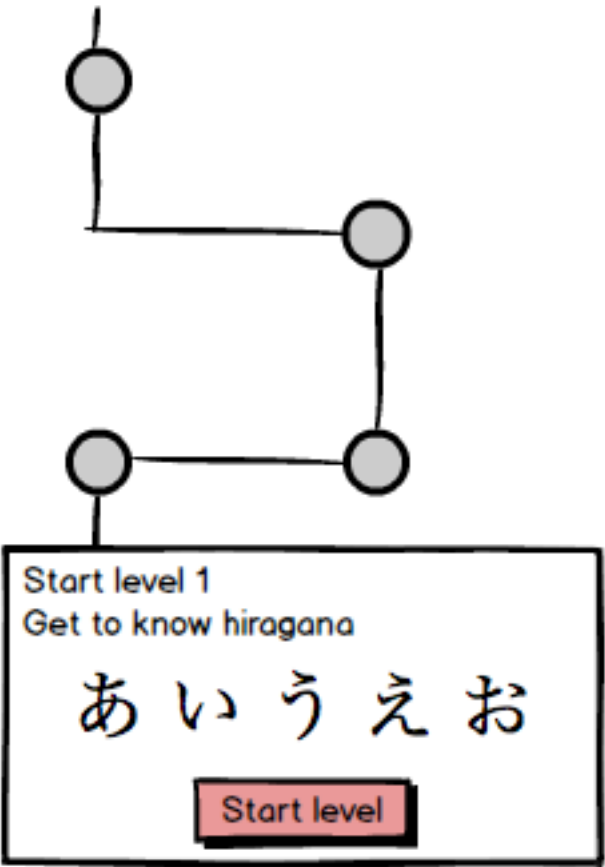 Start level 1
Get to know hiragana
あ い う え お
Start level